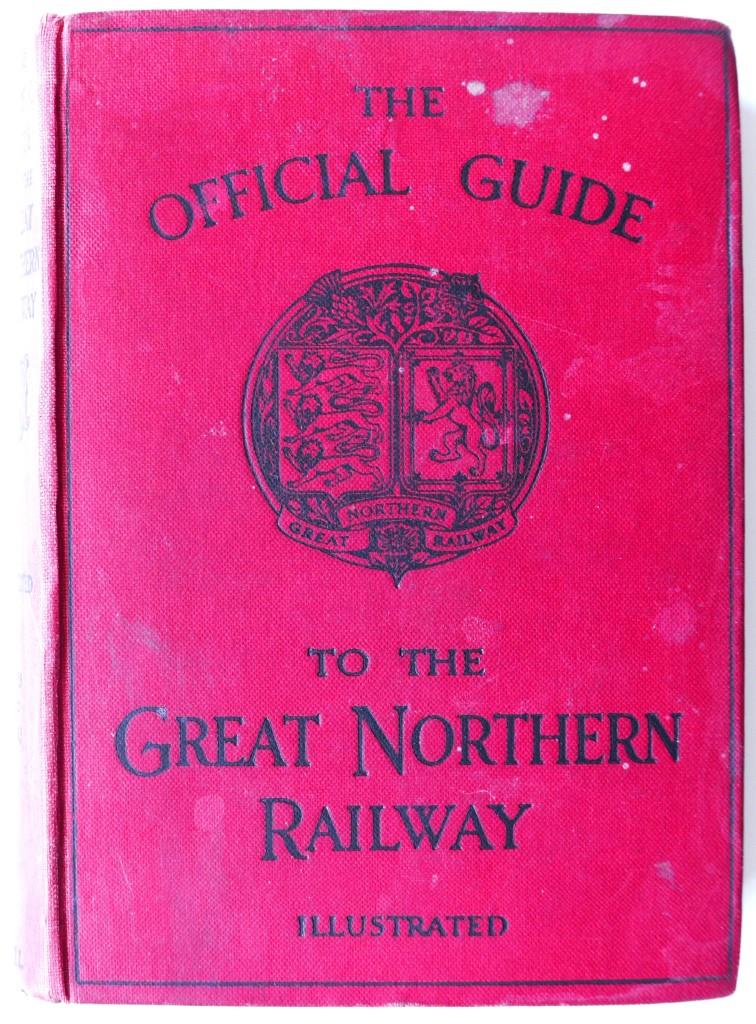 THE
OFFICIAL GUIDE
NORTHERN
GREAT RAILWAY
TO THE
GREAT NORTHERN
RAILWAY
ILLUSTRATED